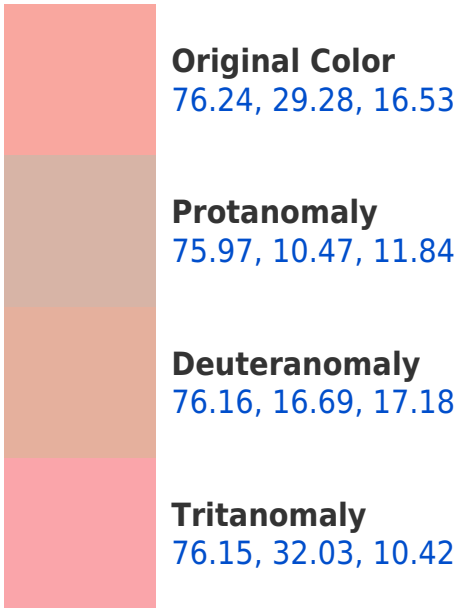 Original Color
76.24, 29.28, 16.53
Protanomaly
75.97, 10.47, 11.84
Deuteranomaly
76.16, 16.69, 17.18
Tritanomaly
76.15, 32.03, 10.42